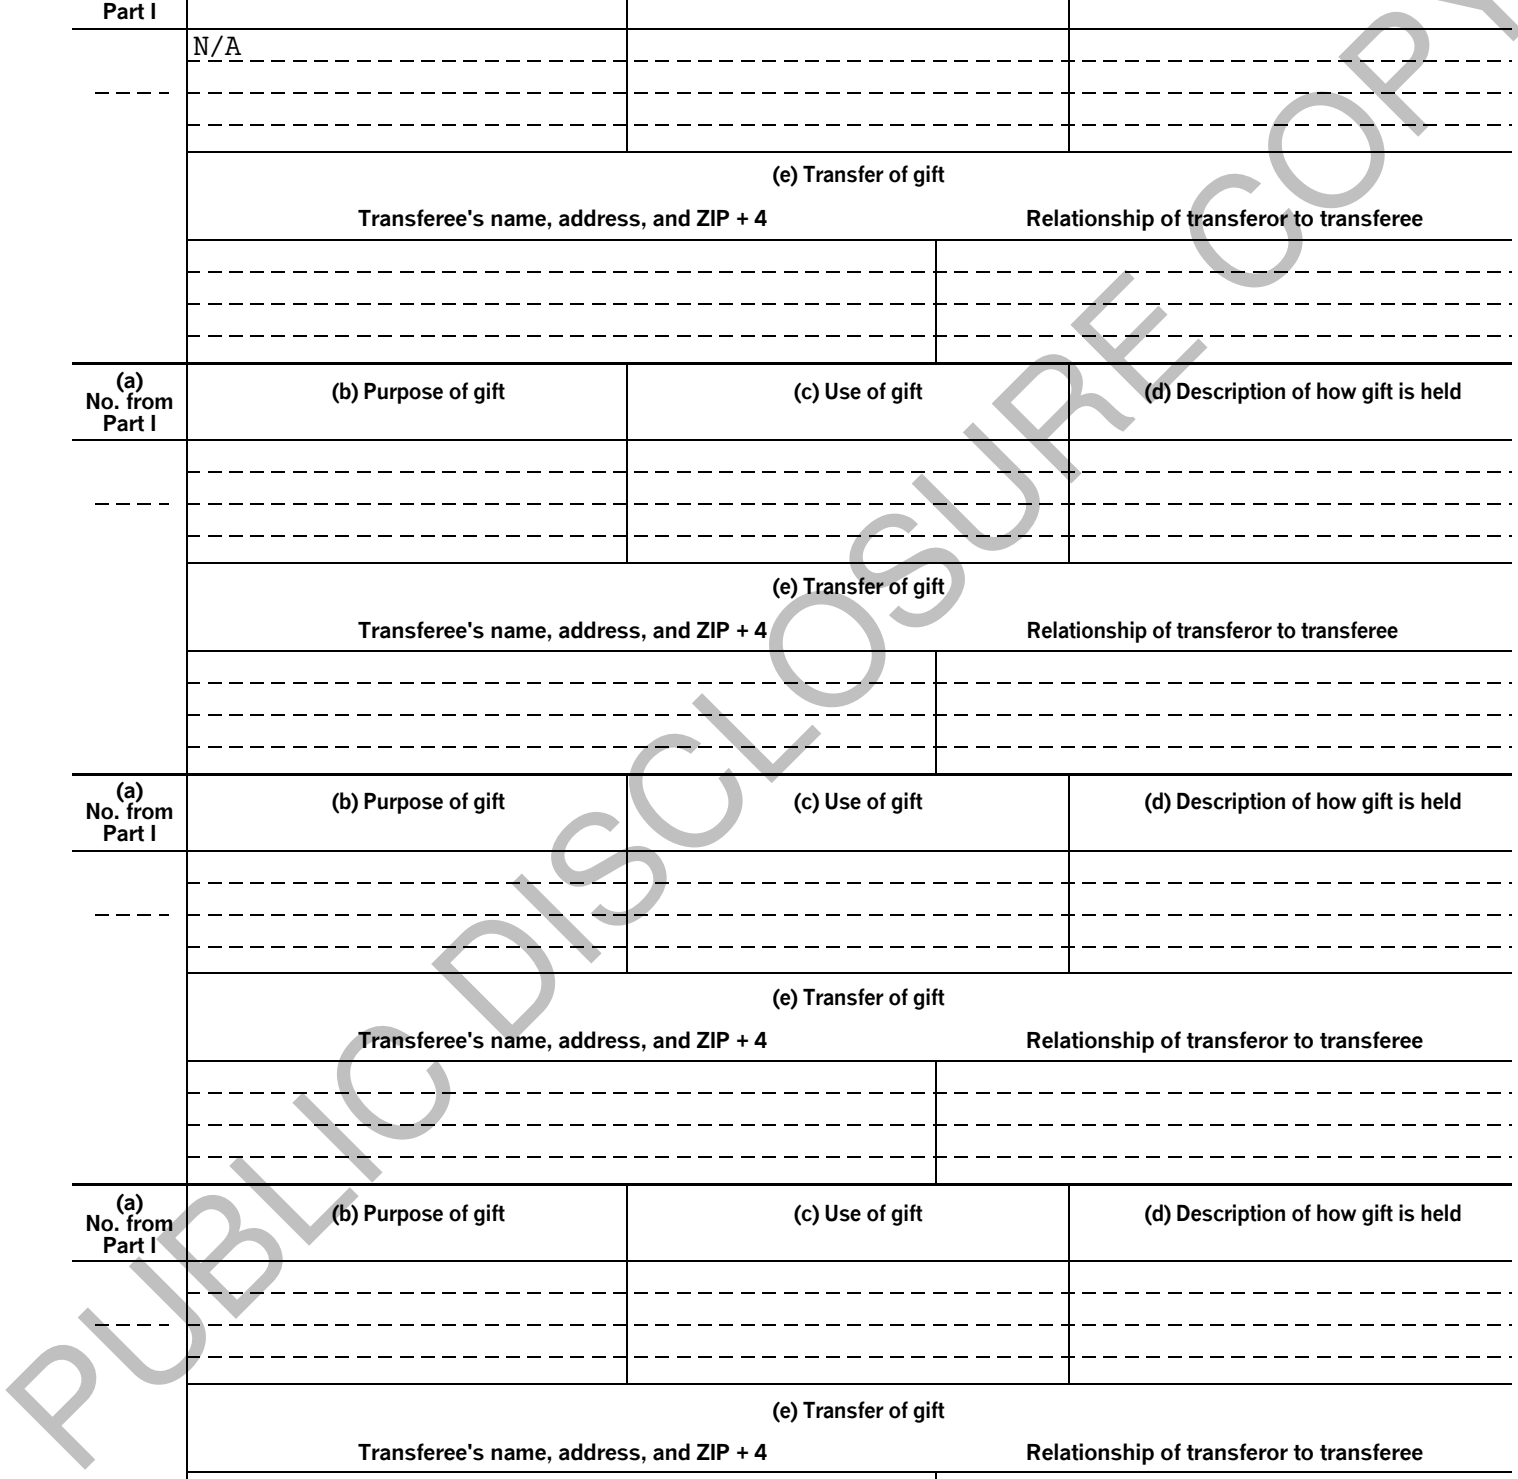 Part I
N/A
(e) Transfer of gift
Transferee's name, address, and ZIP + 4 Relationship of transferor to transferee
(a)
No. from
Part I
(b) Purpose of gift (c) Use of gift (d) Description of how gift is held
(e) Transfer of gift
Transferee's name, address, and ZIP + 4 Relationship of transferor to transferee
(a)
No. from
Part I
(b) Purpose of gift (c) Use of gift (d) Description of how gift is held
(e) Transfer of gift
Transferee's name, address, and ZIP + 4 Relationship of transferor to transferee
(a)
No. from
Part I
(b) Purpose of gift (c) Use of gift (d) Description of how gift is held
(e) Transfer of gift
Transferee's name, address, and ZIP + 4 Relationship of transferor to transferee
PUBLIC DISCLOSURE COPY